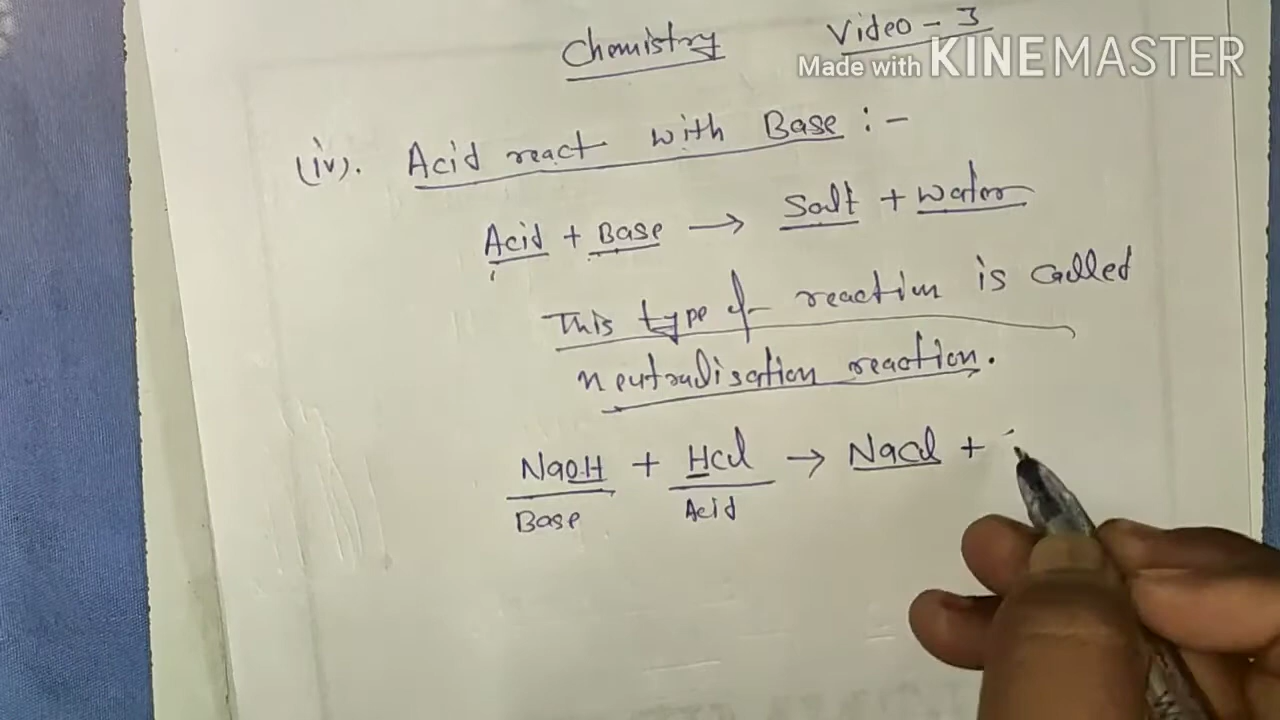 Chemistry Video - 3
Made with KINEMASTER
(iv). Acid react with Base :-
Acid + Base → Salt + water
This type of reaction is called
neutralisation reaction.
NaOH + Hcl → Nacl +
Base Acid